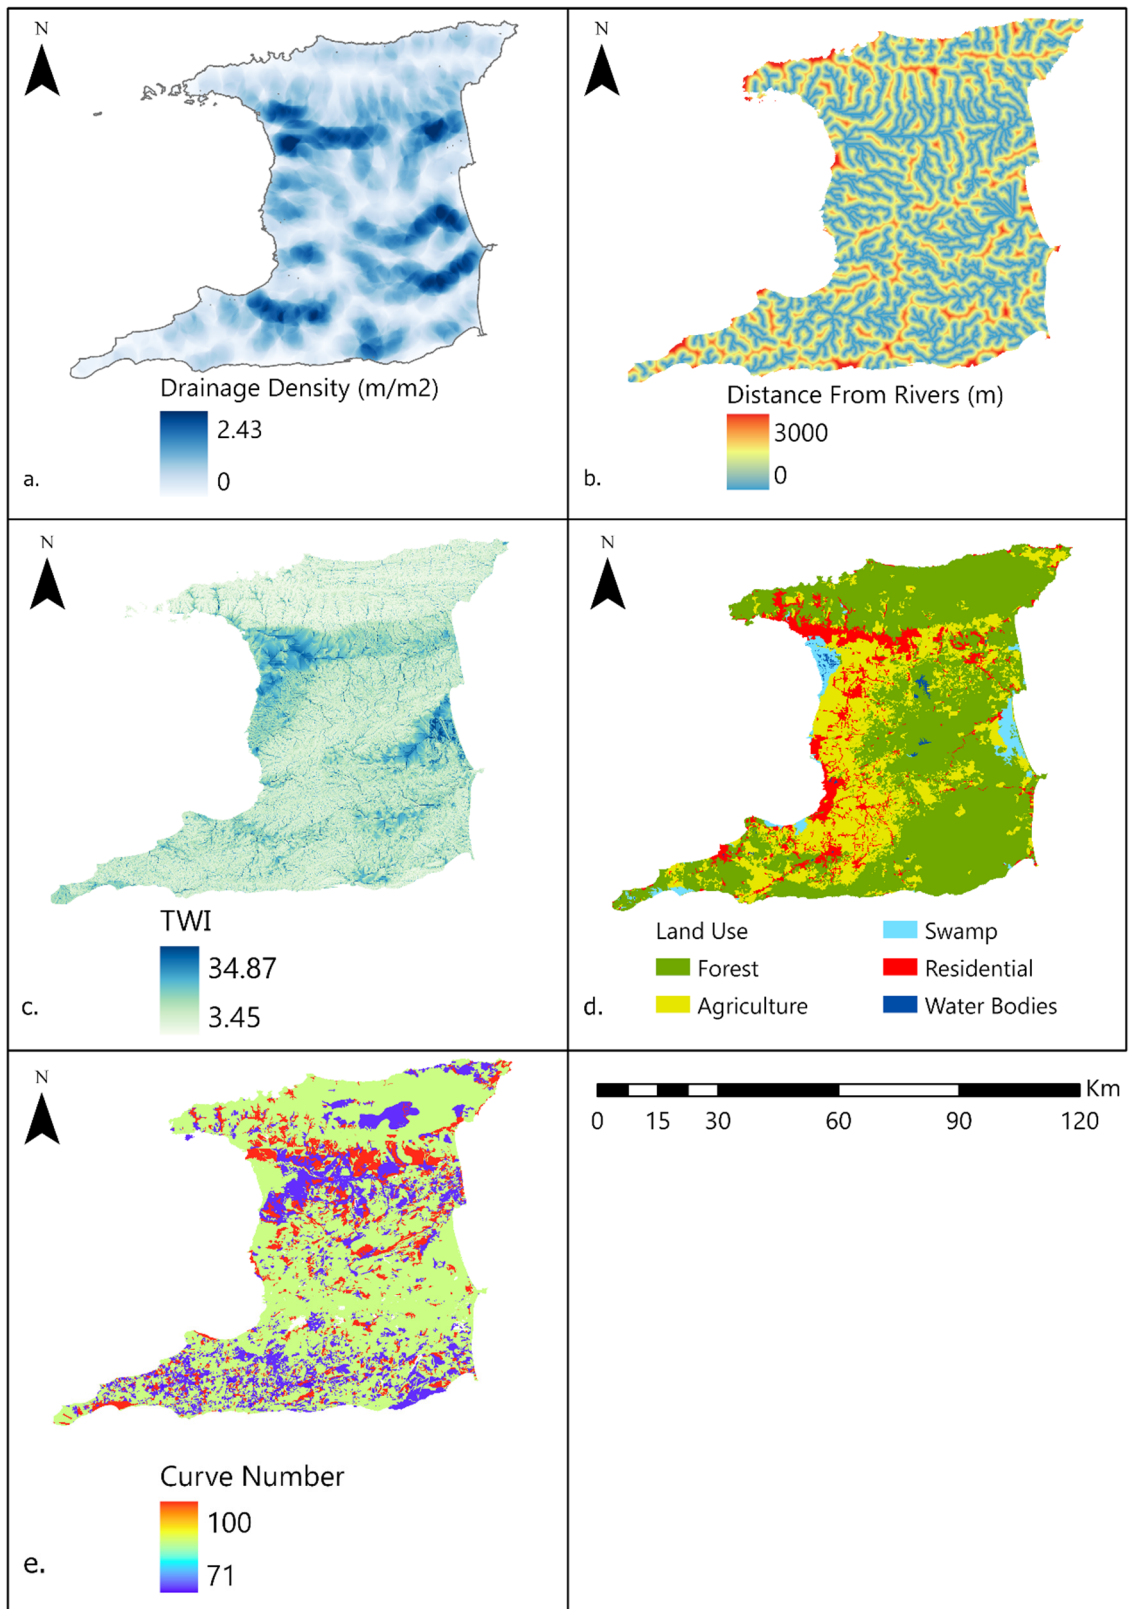 N
Drainage Density (m/m2)
2.43
0
a.
N
Distance From Rivers (m)
3000
0
b.
N
TWI
34.87
3.45
c.
N
Land Use
Forest
Agriculture
Swamp
Residential
Water Bodies
d.
N
Curve Number
100
71
e.
Km
0 15 30 60 90 120